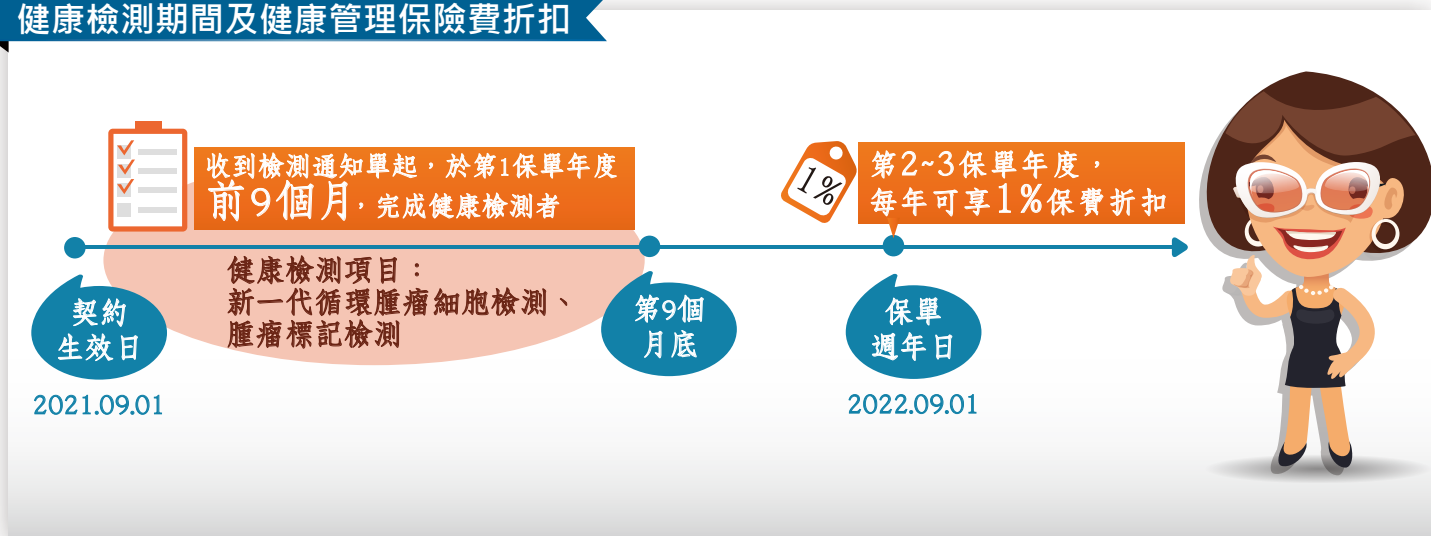 健康檢測期間及健康管理保險費折扣
收到檢測通知單起，於第1保單年度
前9個月，完成健康檢測者
1%
第2~3保單年度，
每年可享1%保費折扣
健康檢測項目：
新一代循環腫瘤細胞檢測、
腫瘤標記檢測
契約
生效日
2021.09.01
第9個
月底
保單
週年日
2022.09.01